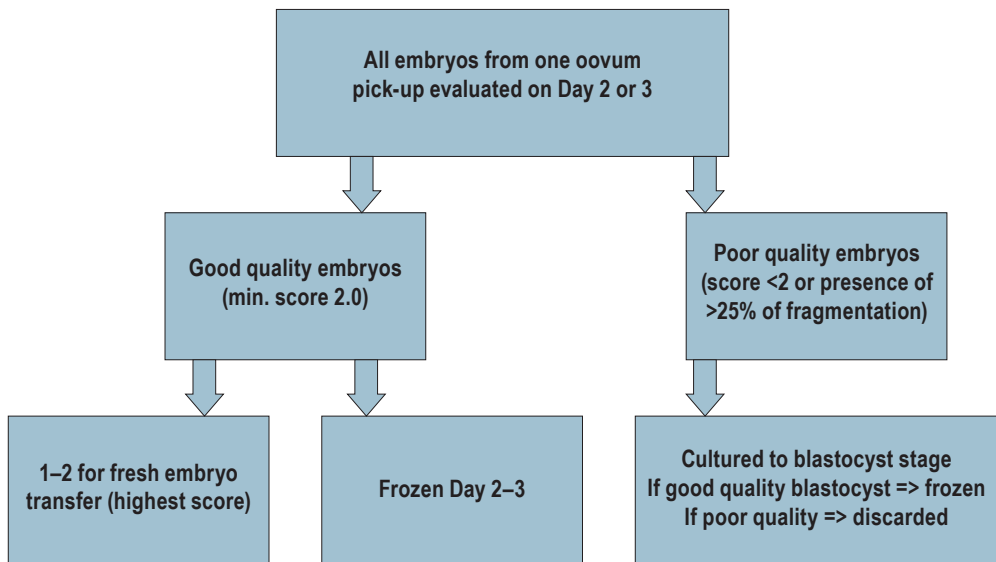 All embryos from one oovum
pick-up evaluated on Day 2 or 3
Good quality embryos
(min. score 2.0)
Poor quality embryos
(score <2 or presence of
>25% of fragmentation)
1–2 for fresh embryo
transfer (highest score)
Frozen Day 2–3
Cultured to blastocyst stage
If good quality blastocyst => frozen
If poor quality => discarded